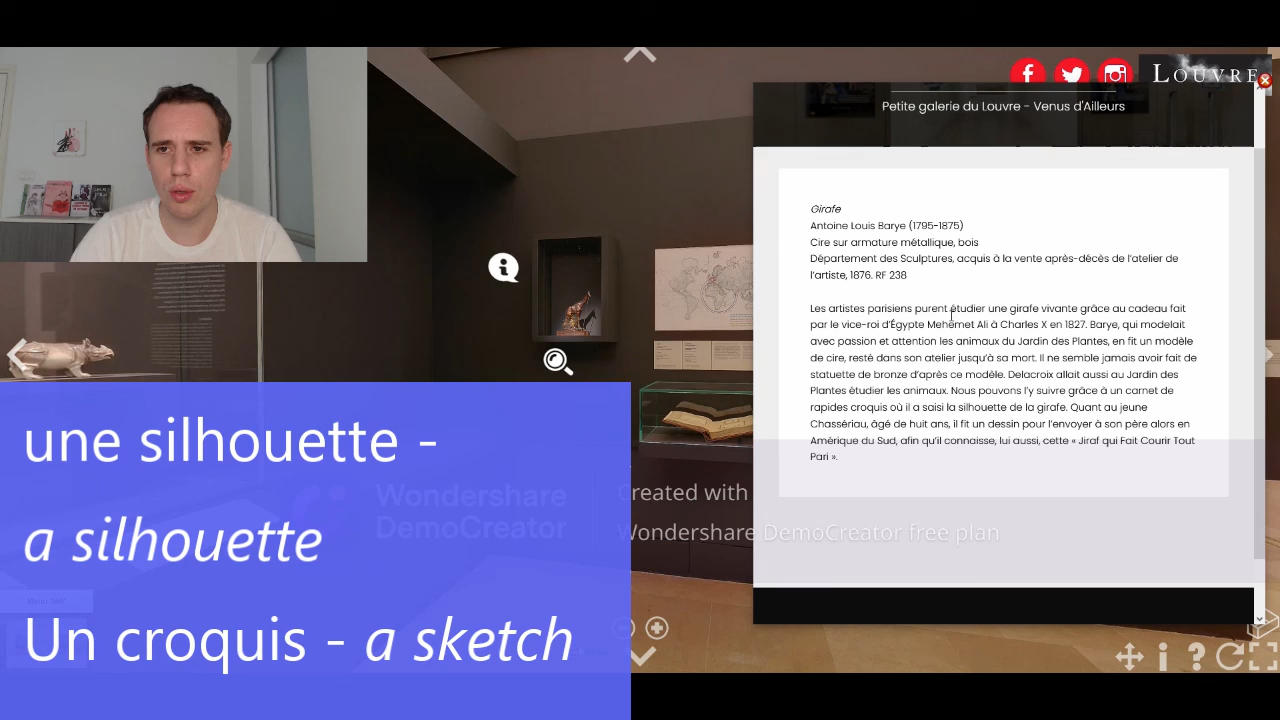 LOUVRE
Petite galerie du Louvre - Venus d'Ailleurs
Girafe
Antoine Louis Barye (1795-1875)
Cire sur armature métallique, bois
Département des Sculptures, acquis à la vente après-décès de l'atelier de
l'artiste, 1876. RF 238
Les artistes parisiens purent étudier une girafe vivante grâce au cadeau fait
par le vice-roi d'Égypte Mehemet Ali à Charles X en 1827. Barye, qui modelait
avec passion et attention les animaux du Jardin des Plantes, en fit un modèle
de cire, resté dans son atelier jusqu'à sa mort. Il ne semble jamais avoir fait de
statuette de bronze d'après ce modèle. Delacroix allait aussi au Jardin des
Plantes étudier les animaux. Nous pouvons l'y suivre grâce à un carnet de
rapides croquis où il a saisi la silhouette de la girafe. Quant au jeune
Chassériau, âgé de huit ans, il fit un dessin pour l'envoyer à son père alors en
Amérique du Sud, afin qu'il connaisse, lui aussi, cette « Jiraf qui Fait Courir Tout
Pari ».
une silhouette -
a silhouette
Un croquis - a sketch
Wondershare
DemoCreator
Created with
Wondershare DemoCreator free plan